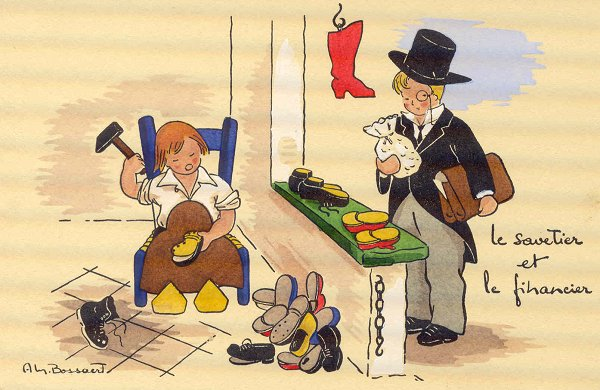 le savetier
et
le financier
A.h. Bossaert